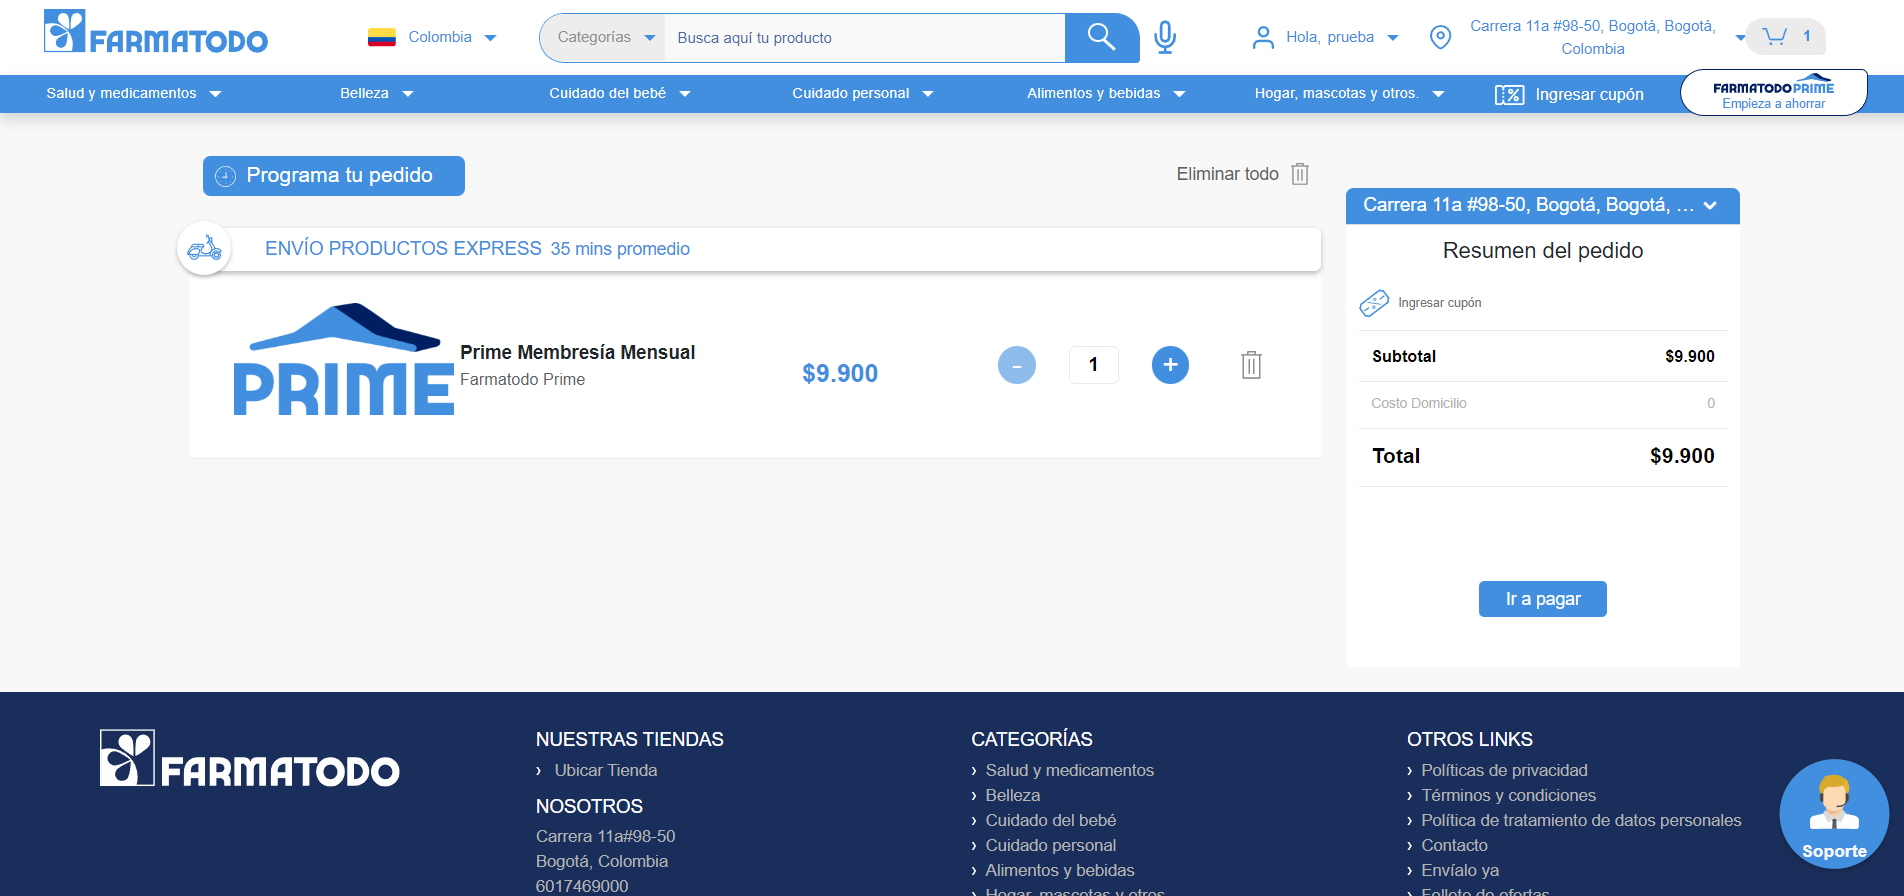 FARMATODO
Colombia
Categorías
Busca aquí tu producto
Hola, prueba
Carrera 11a #98-50, Bogotá, Bogotá,
Colombia
1
Salud y medicamentos
Belleza
Cuidado del bebé
Cuidado personal
Alimentos y bebidas
Hogar, mascotas y otros.
Ingresar cupón
FARMATODO PRIME
Empieza a ahorrar
Programa tu pedido
Eliminar todo
ENVÍO PRODUCTOS EXPRESS 35 mins promedio
PRIME
Prime Membresía Mensual
Farmatodo Prime
$9.900
-
1
+
Carrera 11a #98-50, Bogotá, Bogotá, ...
Resumen del pedido
Ingresar cupón
Subtotal $9.900
Costo Domicilio 0
Total $9.900
Ir a pagar
FARMATODO
NUESTRAS TIENDAS
› Ubicar Tienda
NOSOTROS
Carrera 11a#98-50
Bogotá, Colombia
6017469000
CATEGORÍAS
› Salud y medicamentos
› Belleza
› Cuidado del bebé
› Cuidado personal
› Alimentos y bebidas
Hogar, mascotas y otros
OTROS LINKS
› Políticas de privacidad
› Términos y condiciones
› Política de tratamiento de datos personales
› Contacto
› Envíalo ya
Folleto de ofertas
Soporte